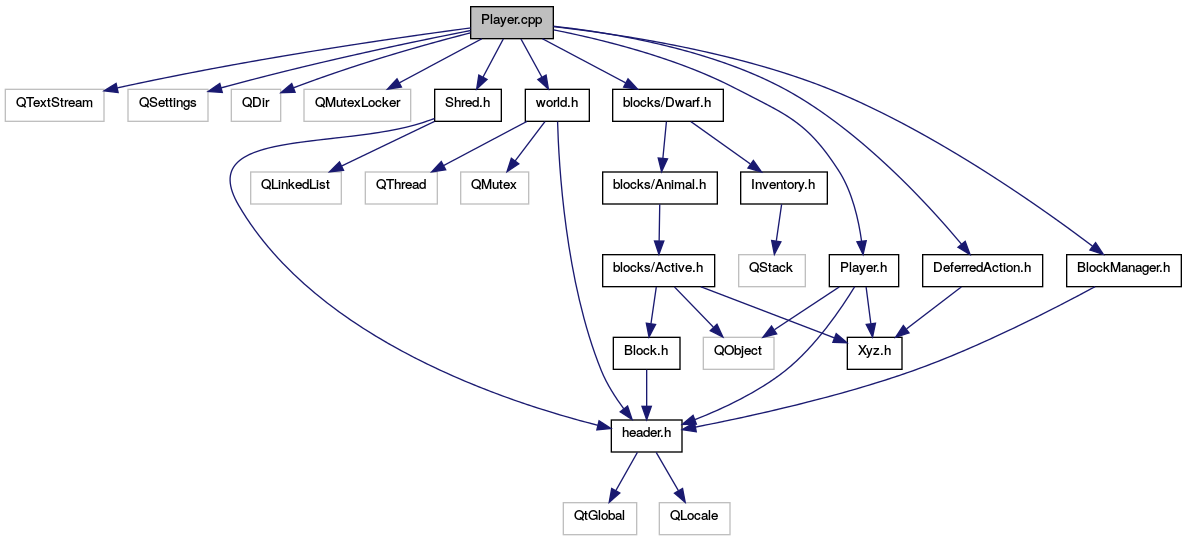 Player.cpp
QTextStream
QSettings
QDir
QMutexLocker
Shred.h
world.h
blocks/Dwarf.h
QLinkedList
QThread
QMutex
blocks/Animal.h
Inventory.h
blocks/Active.h
QStack
Player.h
DeferredAction.h
BlockManager.h
Block.h
QObject
Xyz.h
header.h
QtGlobal
QLocale